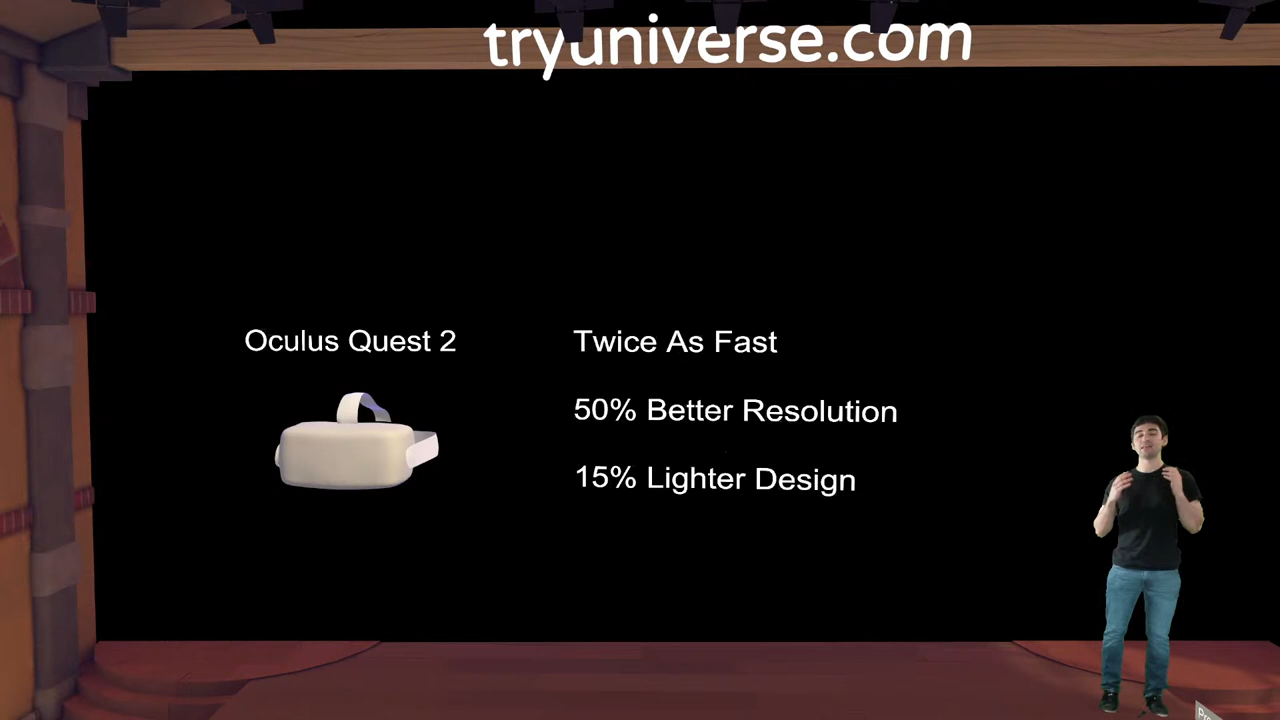 tryuniverse.com
Oculus Quest 2
Twice As Fast
50% Better Resolution
15% Lighter Design